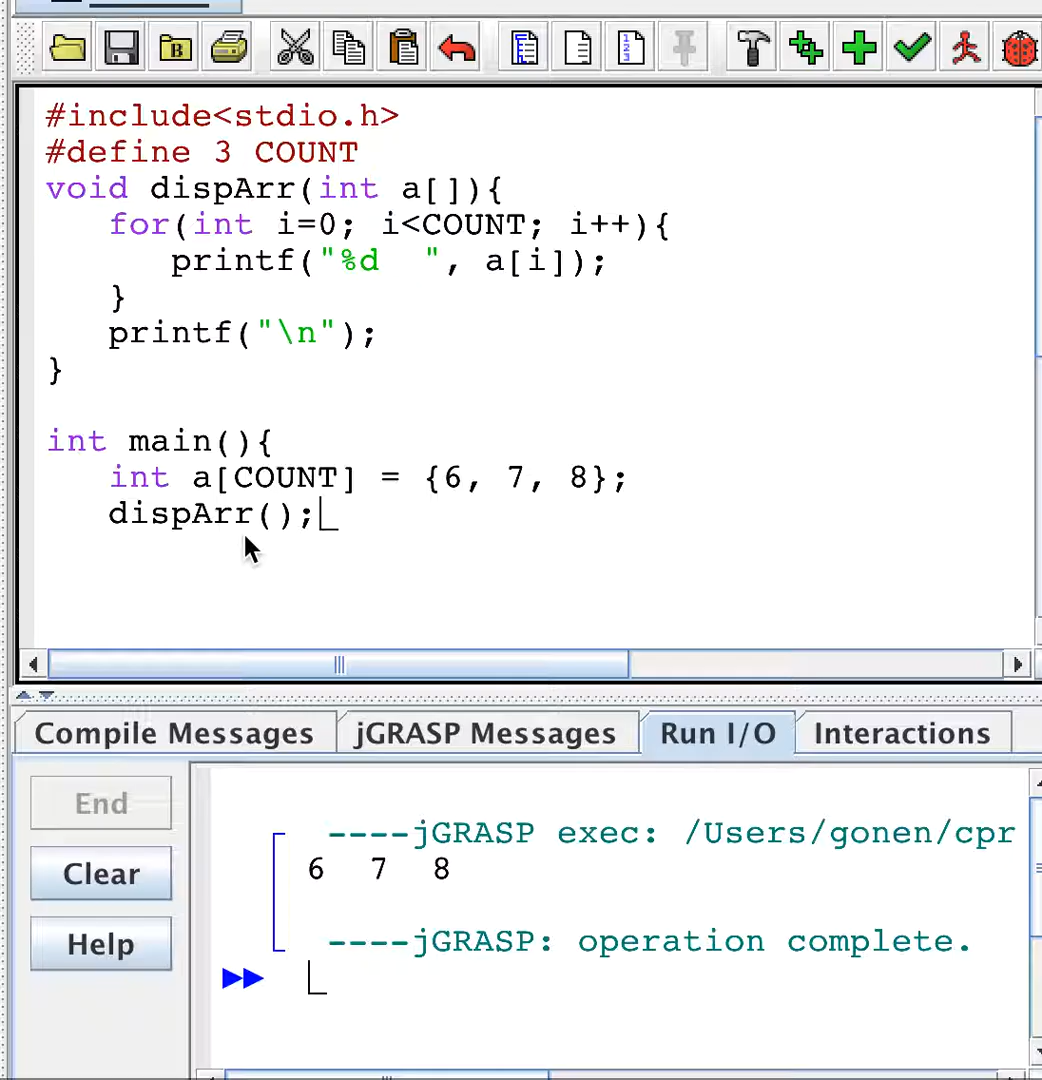 #include<stdio.h>
#define 3 COUNT
void dispArr(int a[]){
   for(int i=0; i<COUNT; i++){
      printf("%d  ", a[i]);
   }
   printf("\n");
}
int main(){
   int a[COUNT] = {6, 7, 8};
   dispArr();
Compile Messages jGRASP Messages Run I/O Interactions
End
Clear
Help
----jGRASP exec: /Users/gonen/cpr
6  7  8
----jGRASP: operation complete.